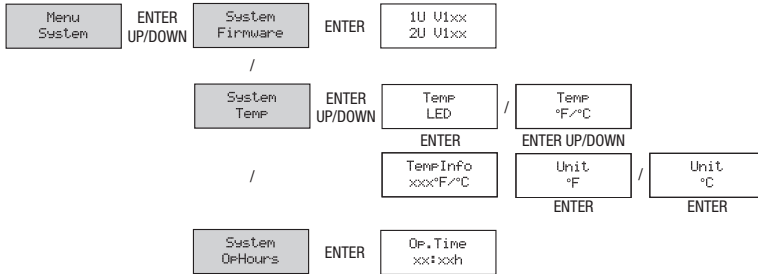 Menu
System
ENTER
UP/DOWN
System
Firmware
ENTER
1U V1xx
2U V1xx
/
System
Temp
ENTER
UP/DOWN
Temp
LED
/
Temp
°F/°C
ENTER
ENTER UP/DOWN
/
TempInfo
xxx°F/°C
Unit
°F
/
Unit
°C
ENTER
ENTER
System
OpHours
ENTER
Op.Time
xx:xxh